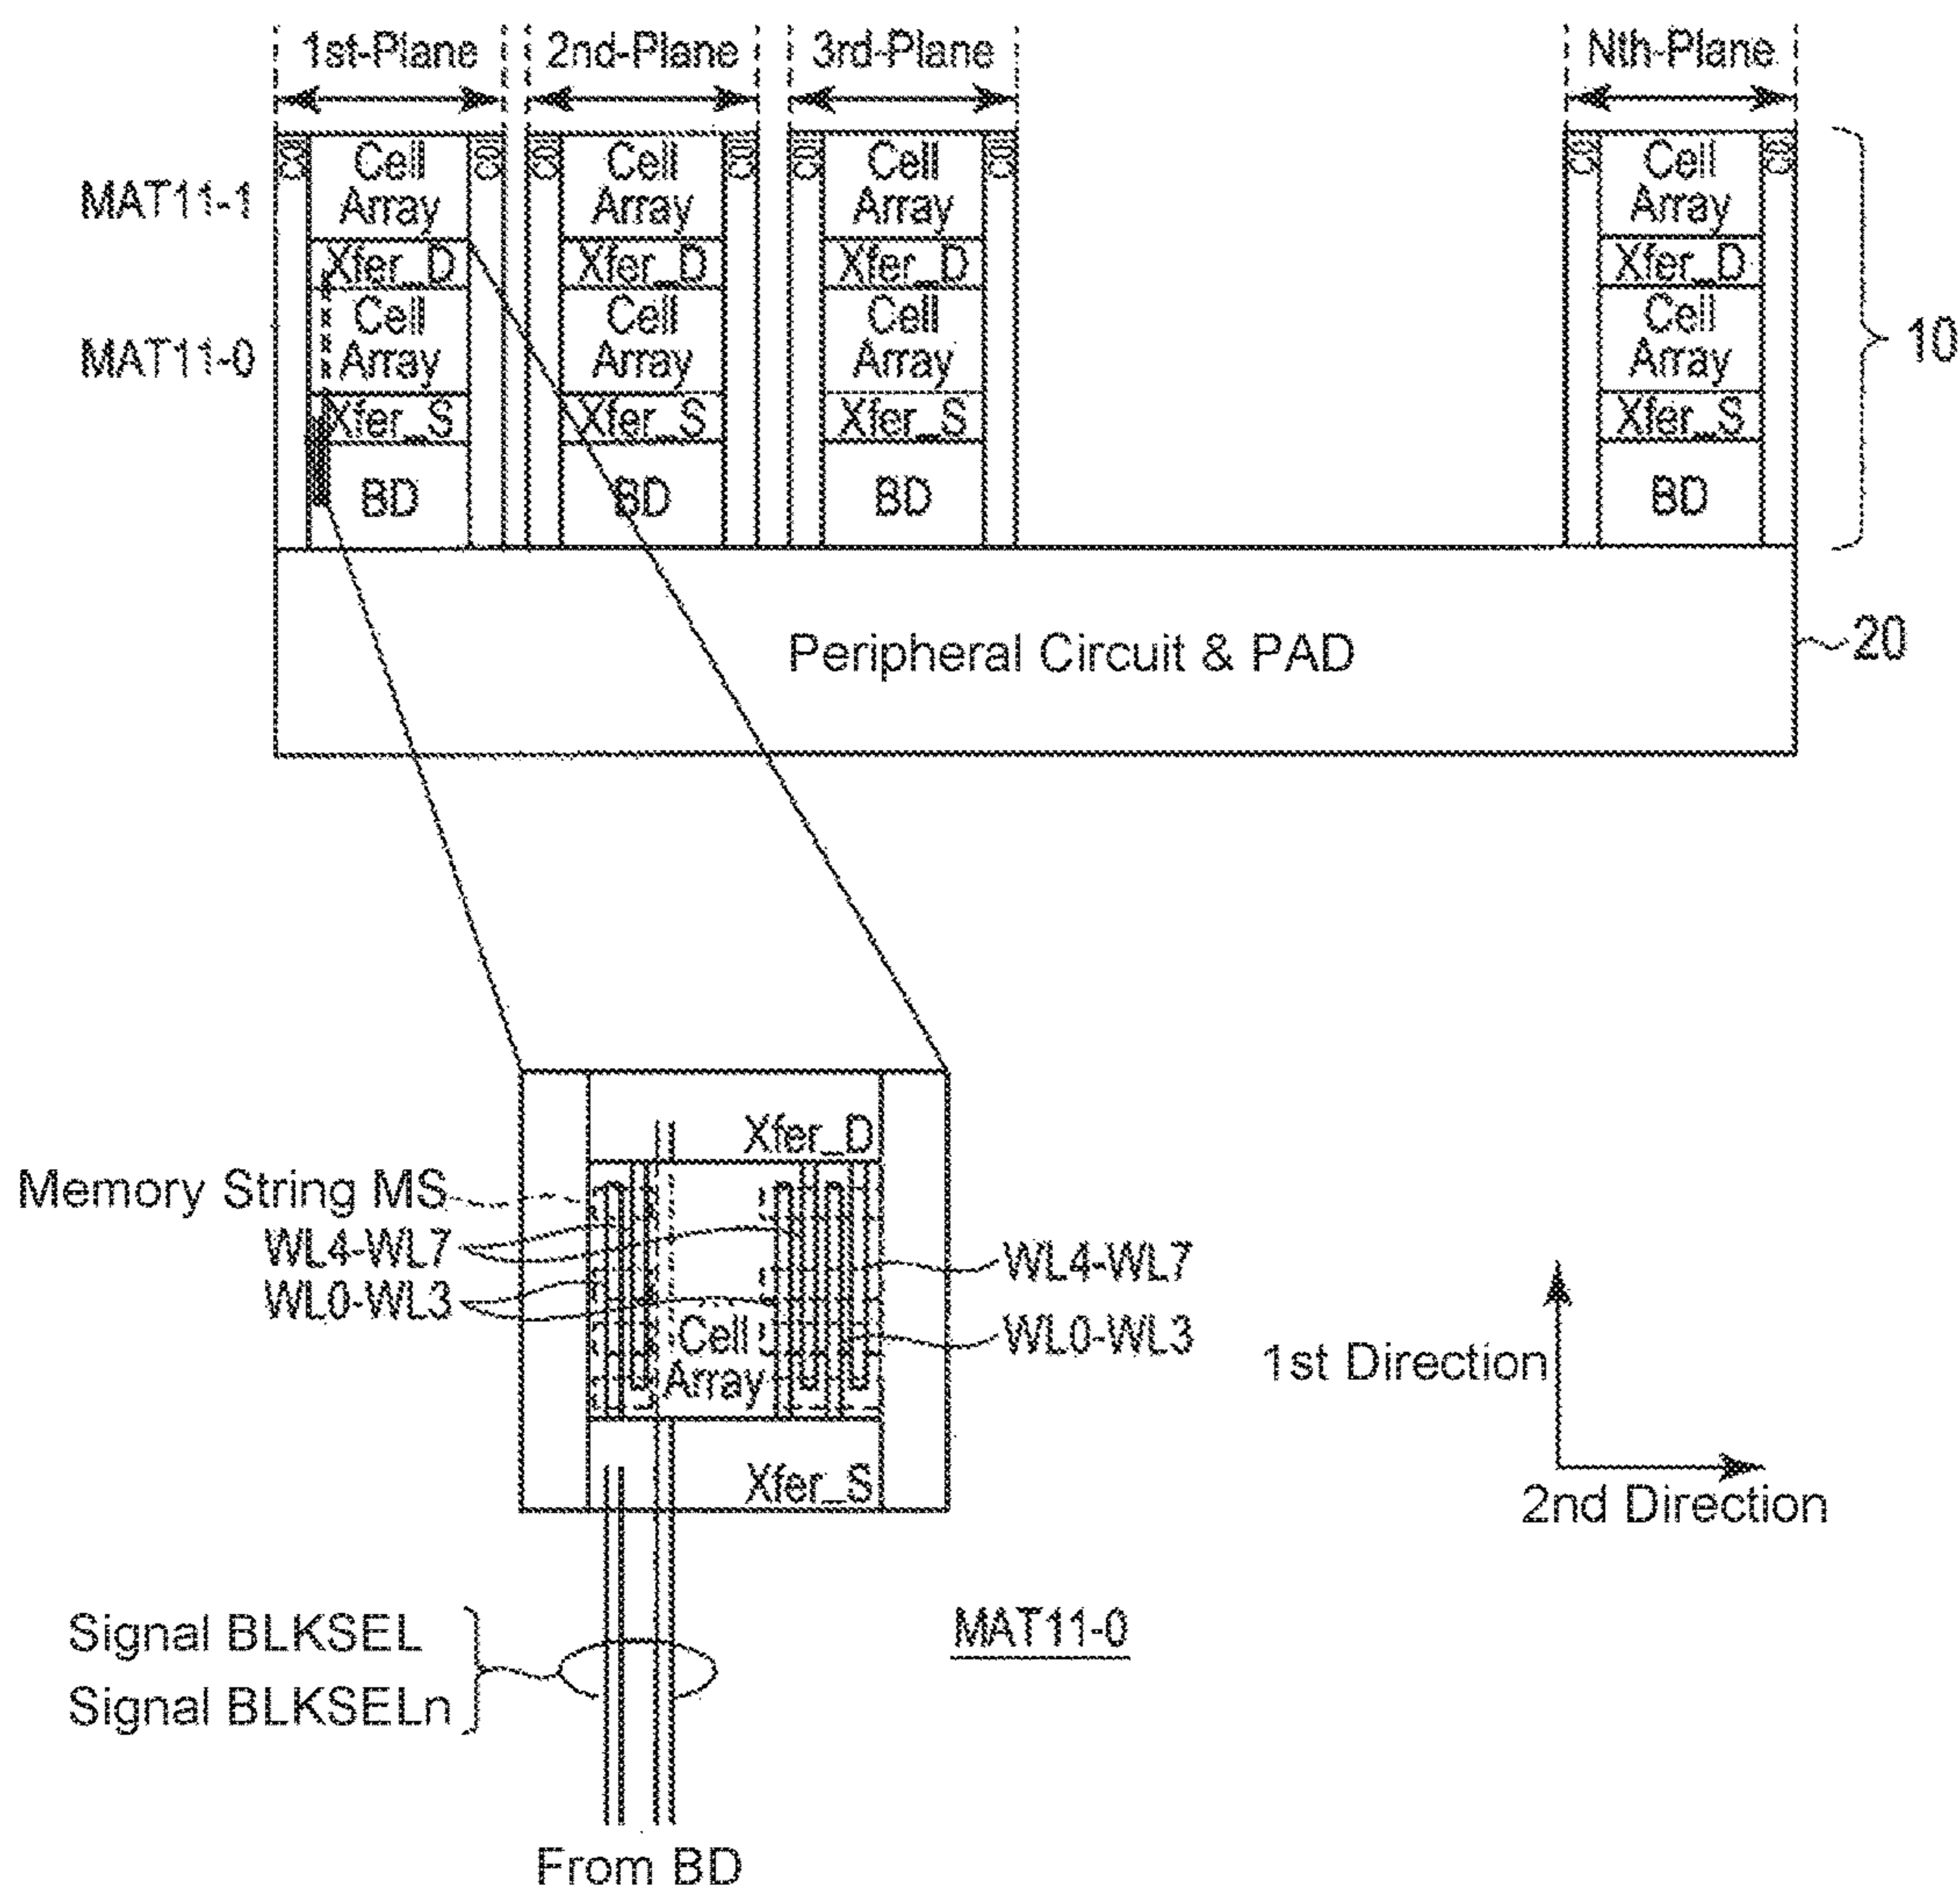 1st-Plane 2nd-Plane 3rd-Plane Nth-Plane
MAT11-1
Cell Array Cell Array Cell Array Cell Array
Xfer_D Xfer_D Xfer_D Xfer_D
MAT11-0
Cell Array Cell Array Cell Array Cell Array
10
Xfer_S Xfer_S Xfer_S Xfer_S
BD BD BD BD
Peripheral Circuit & PAD
20
Xfer_D
Memory String MS
WL4-WL7
WL0-WL3
WL4-WL7
WL0-WL3
Cell
Array
Xfer_S
1st Direction
2nd Direction
Signal BLKSEL
Signal BLKSELn
MAT11-0
From BD